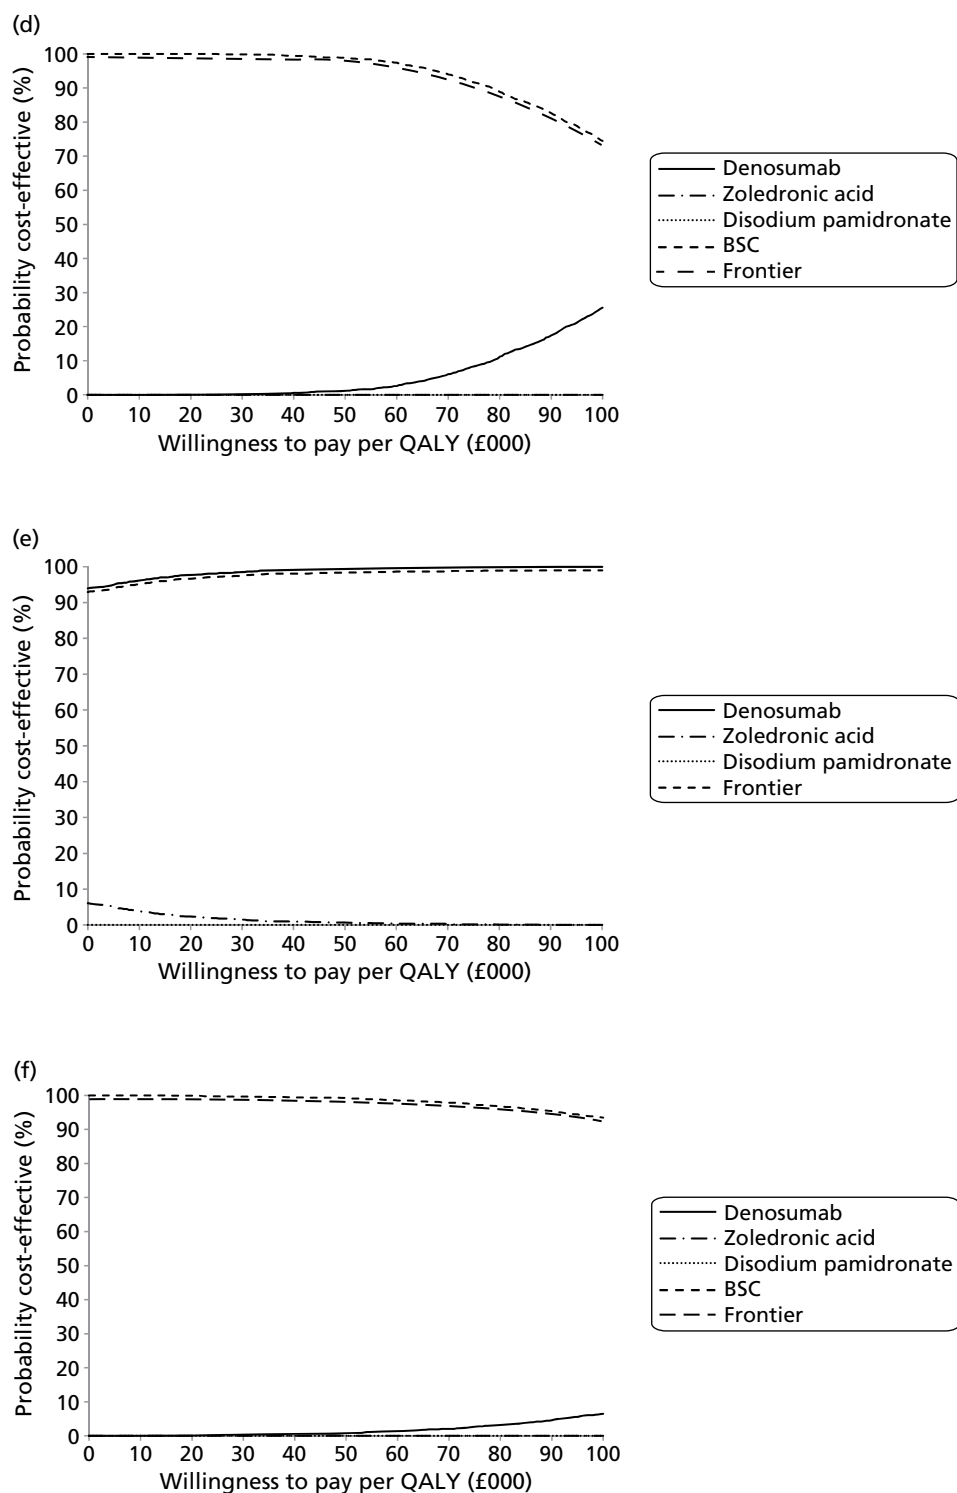 (d)
Probability cost-effective (%)
100
90
80
70
60
50
40
30
20
10
0
0 10 20 30 40 50 60 70 80 90 100
Willingness to pay per QALY (£000)
Denosumab
Zoledronic acid
Disodium pamidronate
BSC
Frontier
(e)
Probability cost-effective (%)
100
90
80
70
60
50
40
30
20
10
0
0 10 20 30 40 50 60 70 80 90 100
Willingness to pay per QALY (£000)
Denosumab
Zoledronic acid
Disodium pamidronate
Frontier
(f)
Probability cost-effective (%)
100
90
80
70
60
50
40
30
20
10
0
0 10 20 30 40 50 60 70 80 90 100
Willingness to pay per QALY (£000)
Denosumab
Zoledronic acid
Disodium pamidronate
BSC
Frontier